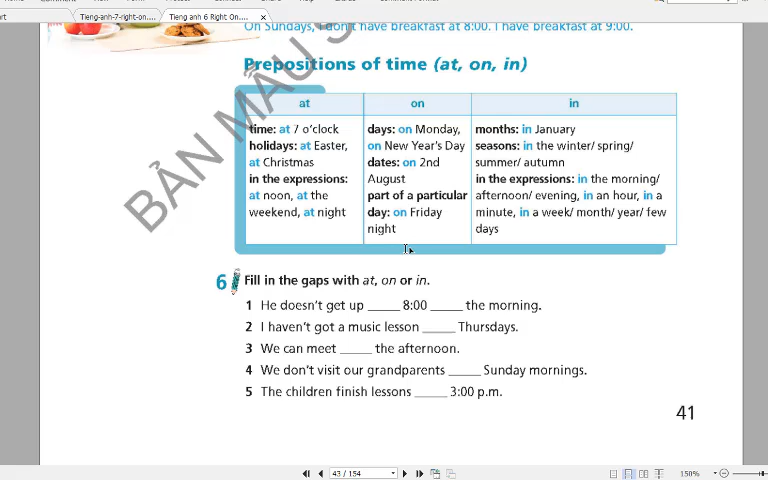 Tieng-anh-7-right-on....
Tieng anh 6 Right On....
On Sundays, I don't have breakfast at 8:00. I have breakfast at 9:00.
Prepositions of time (at, on, in)
at
on
in
time: at 7 o'clock
holidays: at Easter,
at Christmas
in the expressions:
at noon, at the
weekend, at night
days: on Monday,
on New Year's Day
dates: on 2nd
August
part of a particular
day: on Friday
night
months: in January
seasons: in the winter/ spring/
summer/ autumn
in the expressions: in the morning/
afternoon/ evening, in an hour, in a
minute, in a week/ month/ year/ few
days
BẢN MẪU S
6 Fill in the gaps with at, on or in.
1 He doesn't get up _____ 8:00 _____ the morning.
2 I haven't got a music lesson _____ Thursdays.
3 We can meet _____ the afternoon.
4 We don't visit our grandparents _____ Sunday mornings.
5 The children finish lessons _____ 3:00 p.m.
41
43 / 154
150%